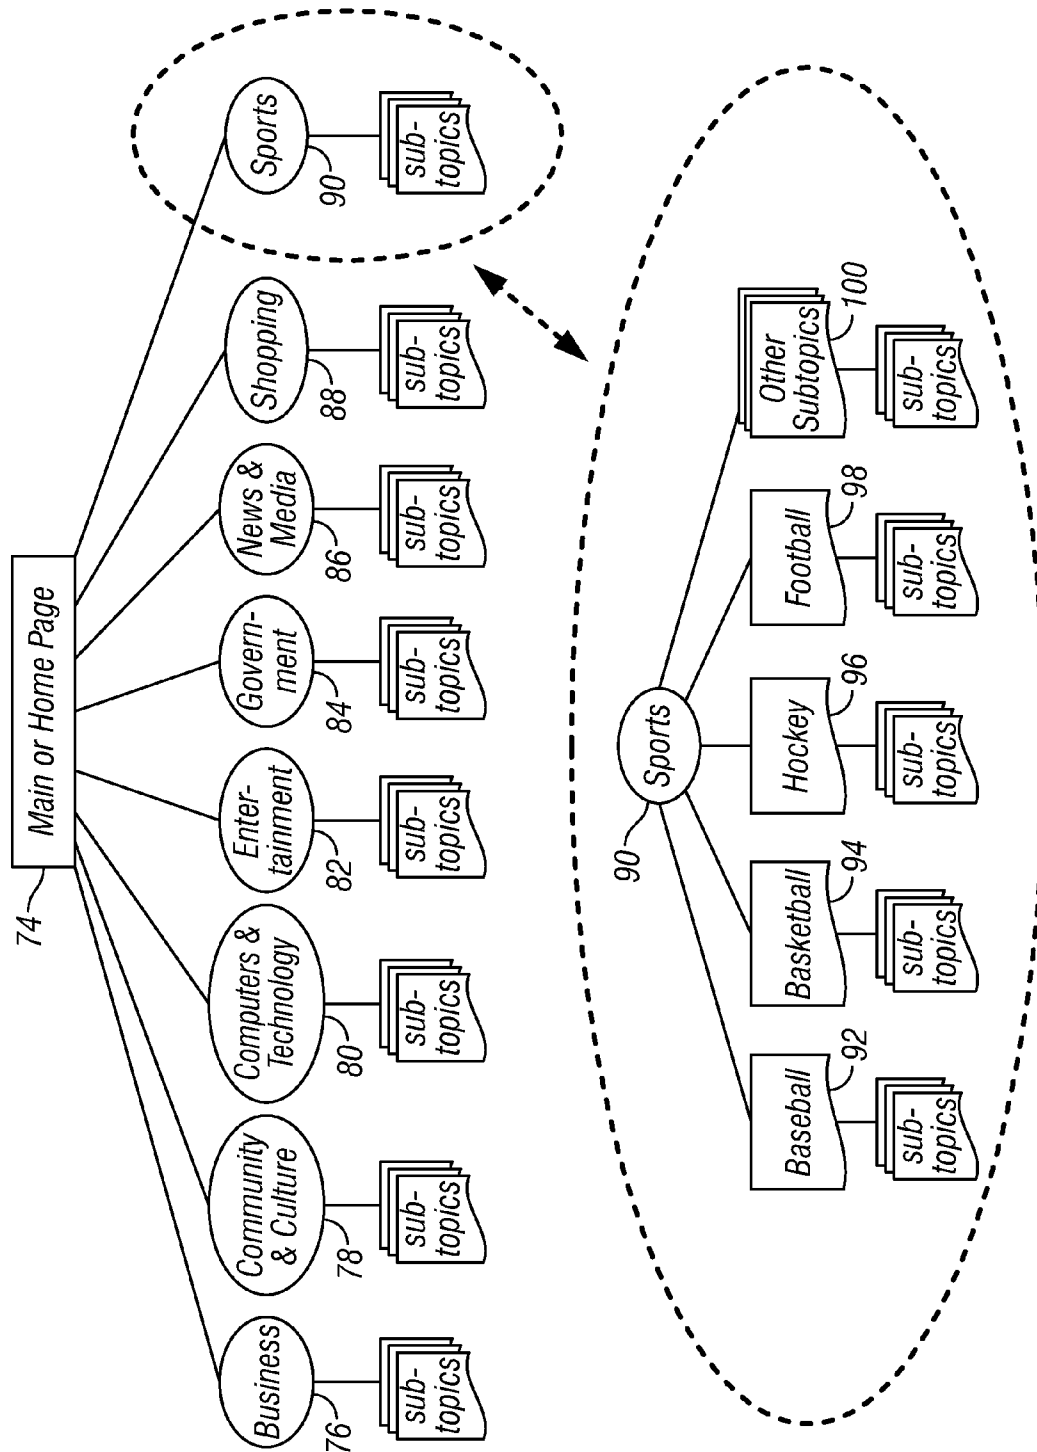 Main or Home Page
74
Business
76
sub-
topics
Community
& Culture
78
sub-
topics
Computers &
Technology
80
sub-
topics
Enter-
tainment
82
sub-
topics
Govern-
ment
84
sub-
topics
News &
Media
86
sub-
topics
Shopping
88
sub-
topics
Sports
90
sub-
topics
Sports
90
Baseball
92
sub-
topics
Basketball
94
sub-
topics
Hockey
96
sub-
topics
Football
98
sub-
topics
Other
Subtopics
100
sub-
topics